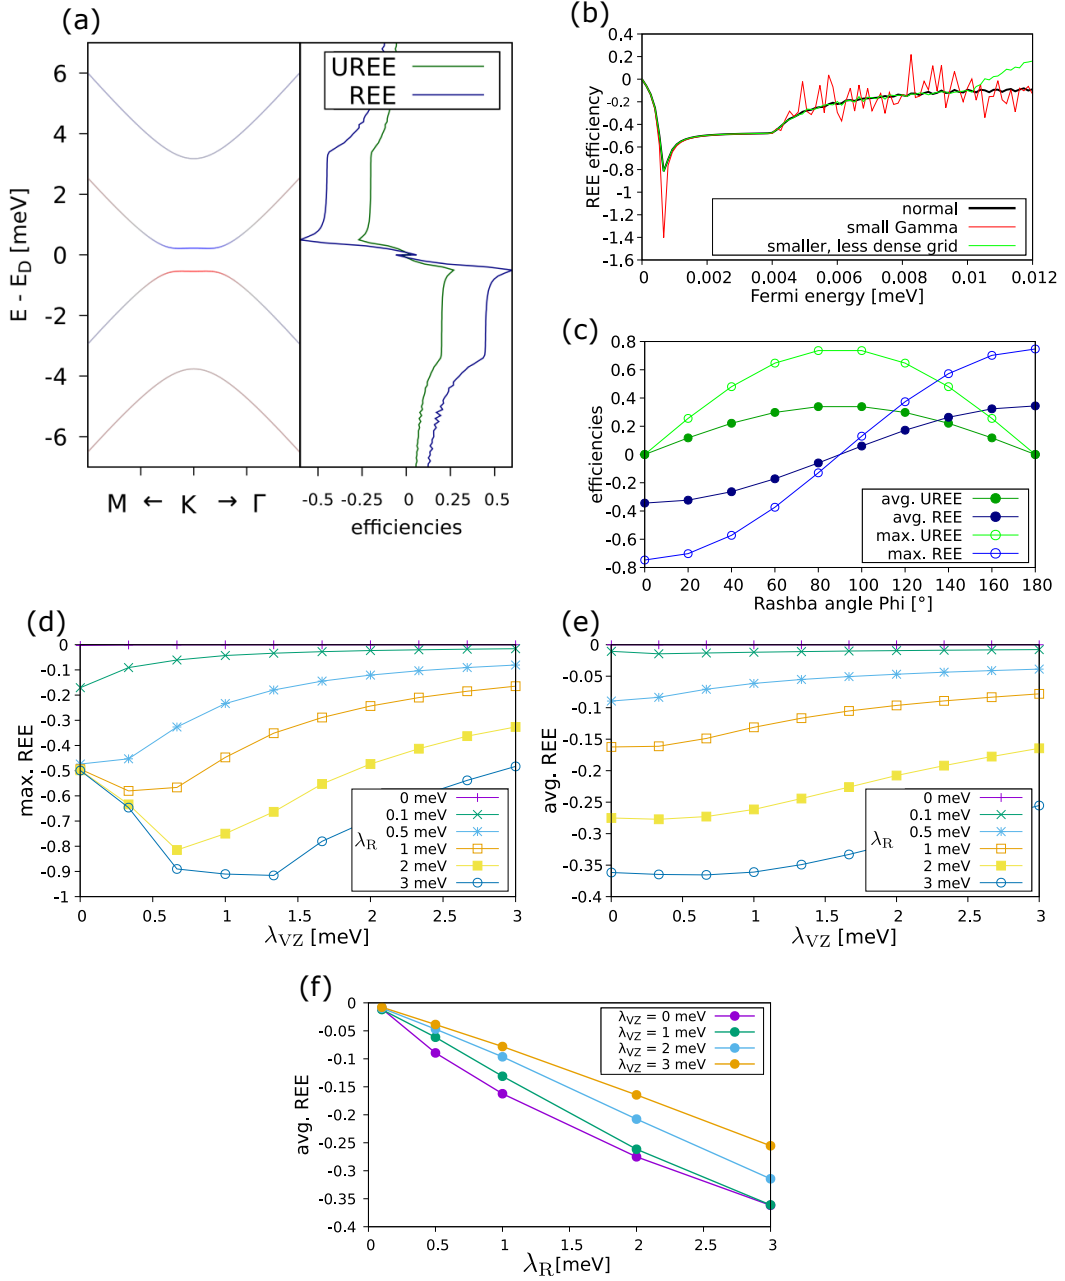 (a)
6
4
2
0
-2
-4
-6
E - E_D [meV]
M ← K → Γ
UREE
REE
-0.5
-0.25
0
0.25
0.5
efficiencies
(b)
0.4
0.2
0
-0.2
-0.4
-0.6
-0.8
-1
-1.2
-1.4
-1.6
REE efficiency
normal
small Gamma
smaller, less dense grid
0
0.002
0.004
0.006
0.008
0.01
0.012
Fermi energy [meV]
(c)
0.8
0.6
0.4
0.2
0
-0.2
-0.4
-0.6
-0.8
efficiencies
avg. UREE
avg. REE
max. UREE
max. REE
0 20 40 60 80 100 120 140 160 180
Rashba angle Phi [°]
(d)
0
-0.1
-0.2
-0.3
-0.4
-0.5
-0.6
-0.7
-0.8
-0.9
-1
max. REE
λ_R
0 meV
0.1 meV
0.5 meV
1 meV
2 meV
3 meV
0 0.5 1 1.5 2 2.5 3
λ_VZ [meV]
(e)
0
-0.05
-0.1
-0.15
-0.2
-0.25
-0.3
-0.35
-0.4
avg. REE
λ_R
0 meV
0.1 meV
0.5 meV
1 meV
2 meV
3 meV
0 0.5 1 1.5 2 2.5 3
λ_VZ [meV]
(f)
0
-0.05
-0.1
-0.15
-0.2
-0.25
-0.3
-0.35
-0.4
avg. REE
λ_VZ = 0 meV
λ_VZ = 1 meV
λ_VZ = 2 meV
λ_VZ = 3 meV
0 0.5 1 1.5 2 2.5 3
λ_R [meV]